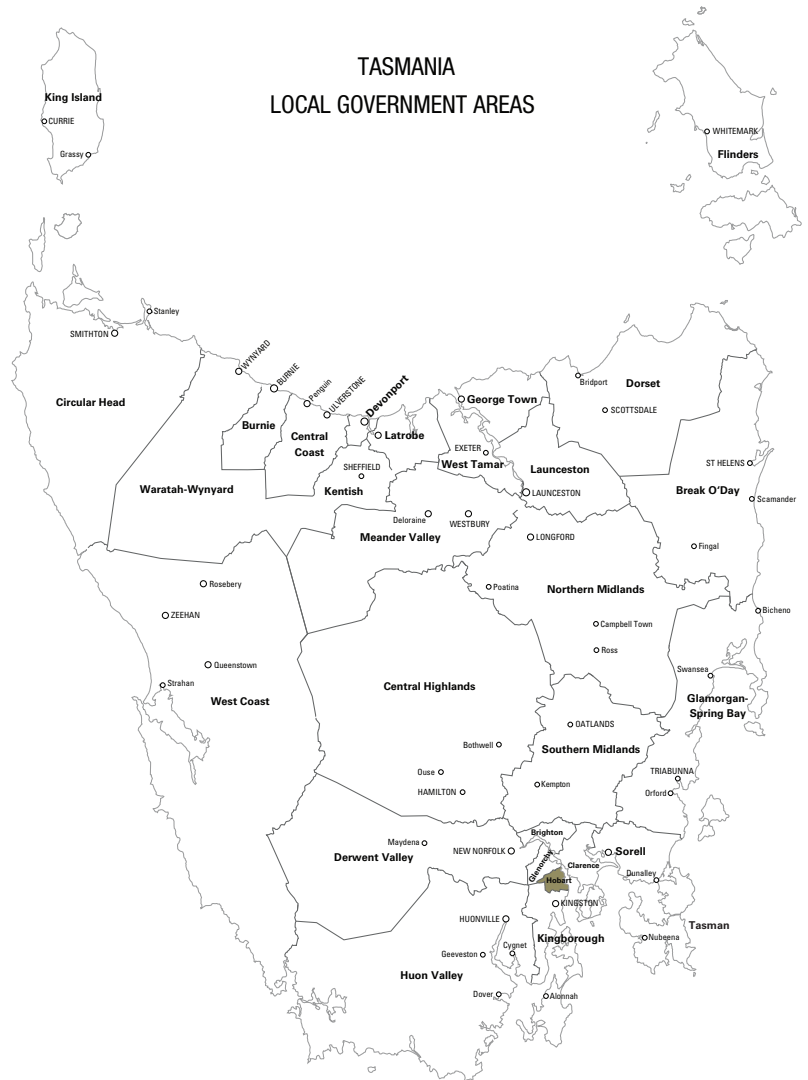 TASMANIA
LOCAL GOVERNMENT AREAS
King Island
CURRIE
Grassy
WHITEMARK
Flinders
Stanley
SMITHTON
WYNYARD
BURNIE
Penguin
ULVERSTONE
Devonport
Circular Head
Burnie
Central
Coast
Latrobe
George Town
Bridport
Dorset
SCOTTSDALE
EXETER
West Tamar
Launceston
LAUNCESTON
ST HELENS
Break O'Day
Scamander
Waratah-Wynyard
SHEFFIELD
Kentish
Deloraine
WESTBURY
Meander Valley
LONGFORD
Fingal
Rosebery
Poatina
Northern Midlands
ZEEHAN
Campbell Town
Bicheno
Ross
Queenstown
Strahan
West Coast
Central Highlands
Swansea
Glamorgan-
Spring Bay
OATLANDS
Bothwell
Southern Midlands
Ouse
HAMILTON
Kempton
TRIABUNNA
Orford
Brighton
Maydena
Derwent Valley
NEW NORFOLK
Glenorchy
Clarence
Sorell
Hobart
Dunalley
KINGSTON
HUONVILLE
Kingborough
Tasman
Nubeena
Geeveston
Cygnet
Huon Valley
Dover
Alonnah